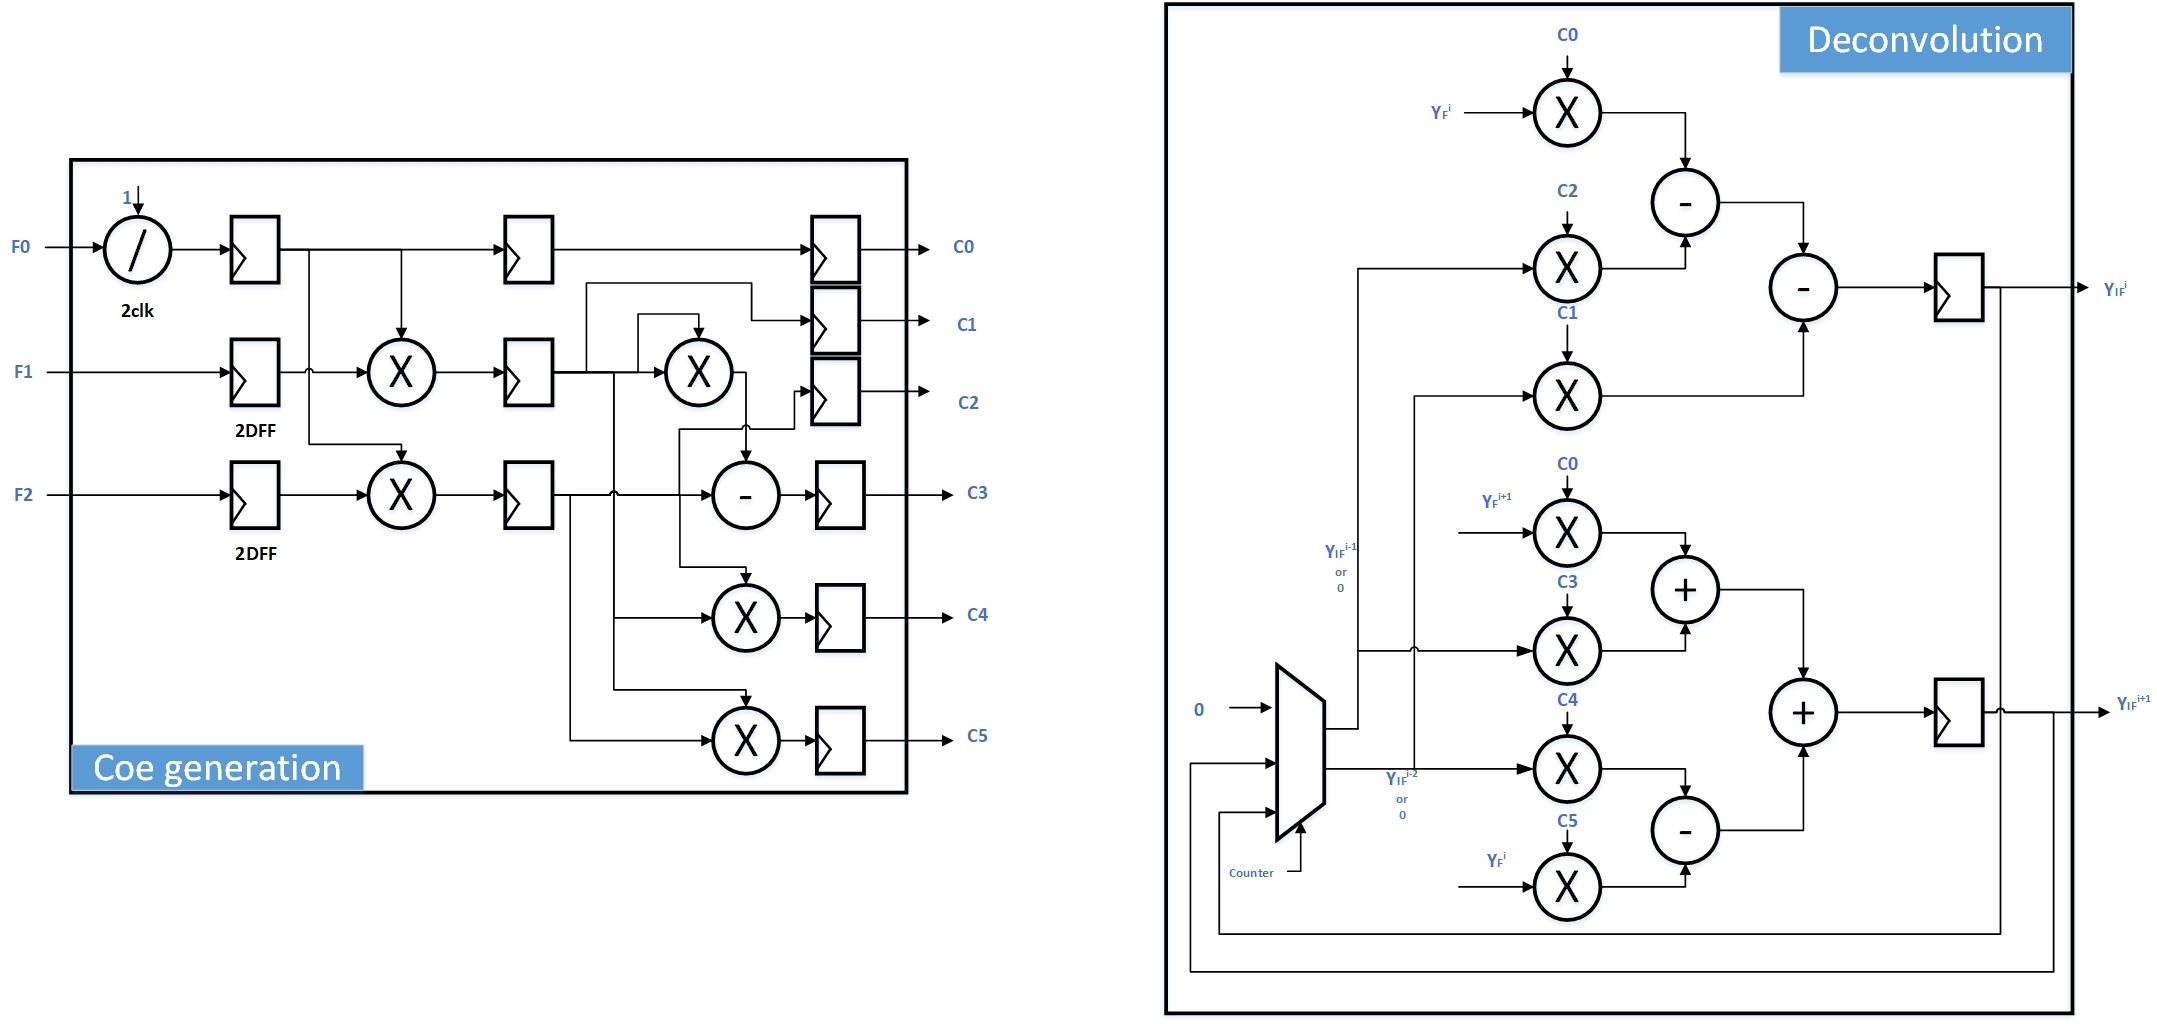 1
F0
/
2clk
C0
C1
F1
X
X
2DFF
C2
F2
X
-
C3
2DFF
X
C4
X
C5
Coe generation
Deconvolution
C0
YFⁱ
X
C2
-
X
-
YIFⁱ
C1
X
C0
YFⁱ⁺¹
X
YIFⁱ⁻¹
or
0
C3
+
X
C4
0
+
YIFⁱ⁺¹
X
YIFⁱ⁻²
or
0
C5
-
Counter
YFⁱ
X